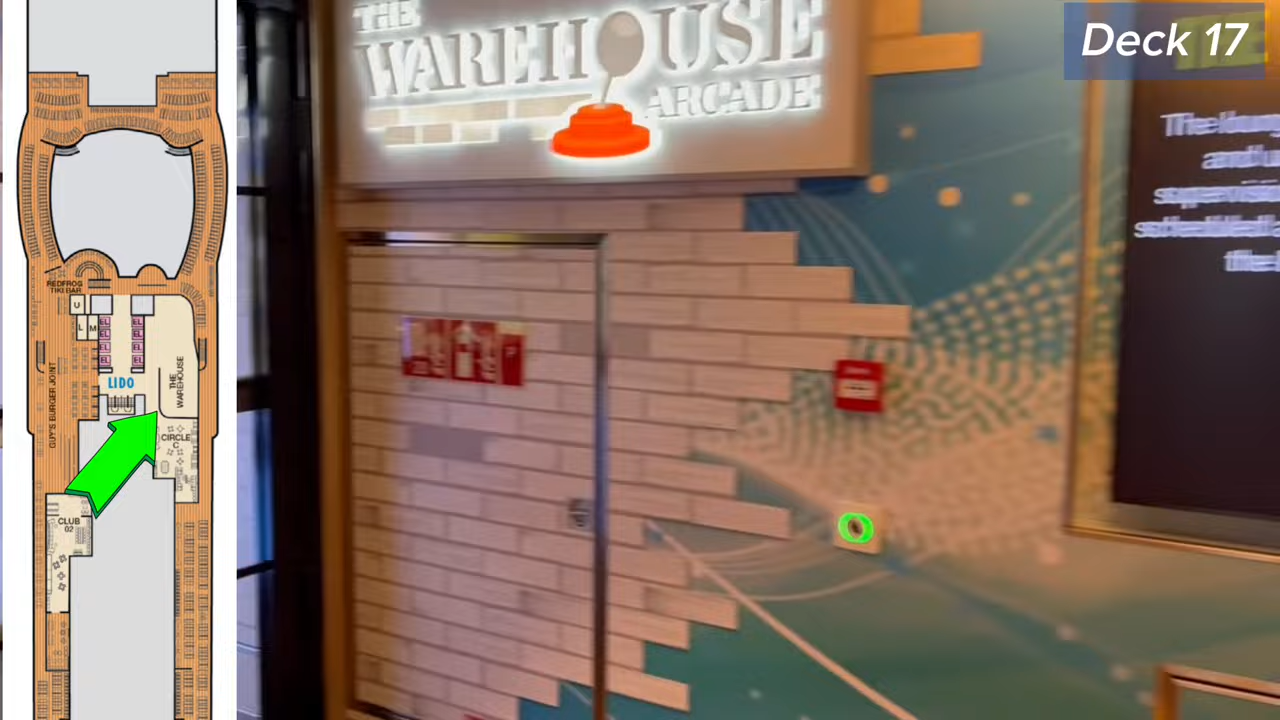 Deck 17
THE
WAREHOUSE
ARCADE
REDFROG
TIKI BAR
U
L
M
EL
EL
EL
EL
EL
EL
EL
EL
LIDO
GUY'S BURGER JOINT
THE
WAREHOUSE
CIRCLE
C
CLUB
02